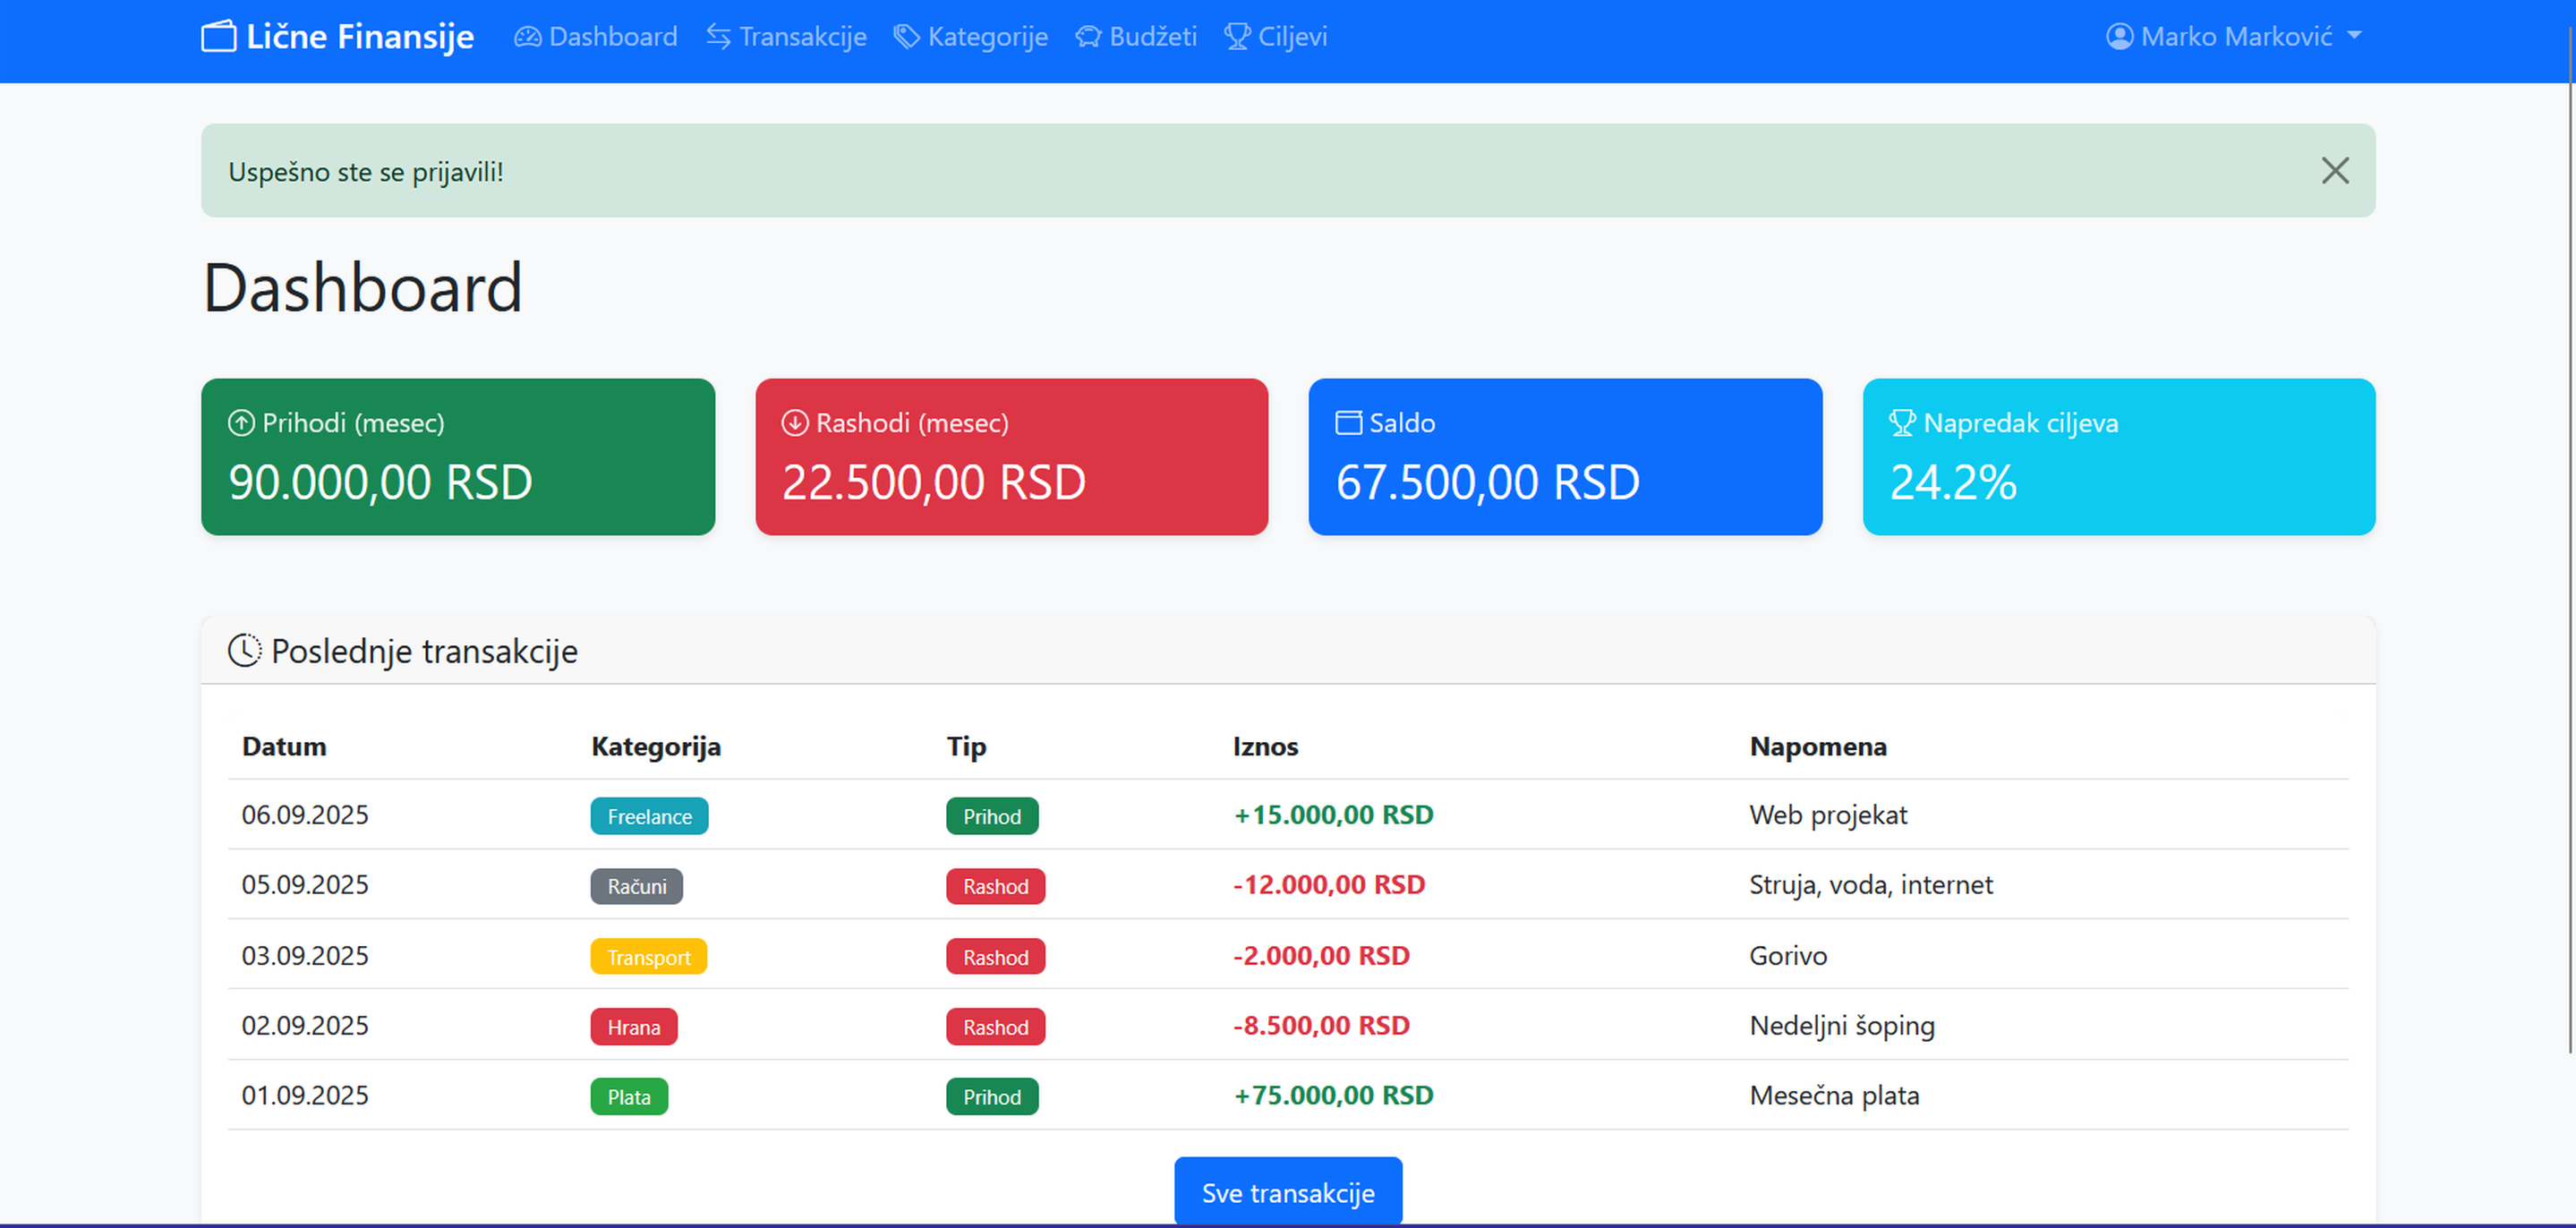 Lične Finansije Dashboard Transakcije Kategorije Budžeti Ciljevi Marko Marković
Uspešno ste se prijavili!
Dashboard
Prihodi (mesec) Rashodi (mesec) Saldo Napredak ciljeva
90.000,00 RSD 22.500,00 RSD 67.500,00 RSD 24.2%
Poslednje transakcije
Datum Kategorija Tip Iznos Napomena
06.09.2025 Freelance Prihod +15.000,00 RSD Web projekat
05.09.2025 Računi Rashod -12.000,00 RSD Struja, voda, internet
03.09.2025 Transport Rashod -2.000,00 RSD Gorivo
02.09.2025 Hrana Rashod -8.500,00 RSD Nedeljni šoping
01.09.2025 Plata Prihod +75.000,00 RSD Mesečna plata
Sve transakcije